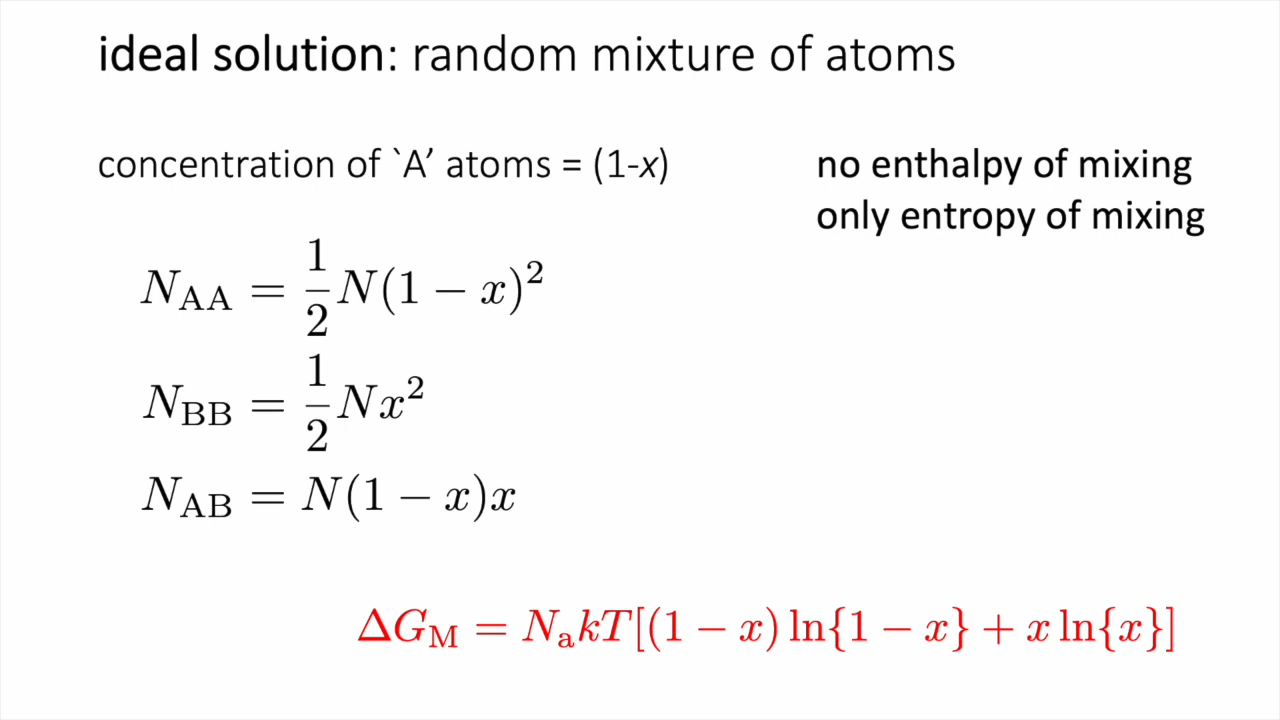 ideal solution: random mixture of atoms
concentration of `A’ atoms = (1-x)
no enthalpy of mixing
only entropy of mixing
N_AA = 1/2 N(1 − x)^2
N_BB = 1/2 Nx^2
N_AB = N(1 − x)x
ΔG_M = N_a kT[(1 − x) ln{1 − x} + x ln{x}]